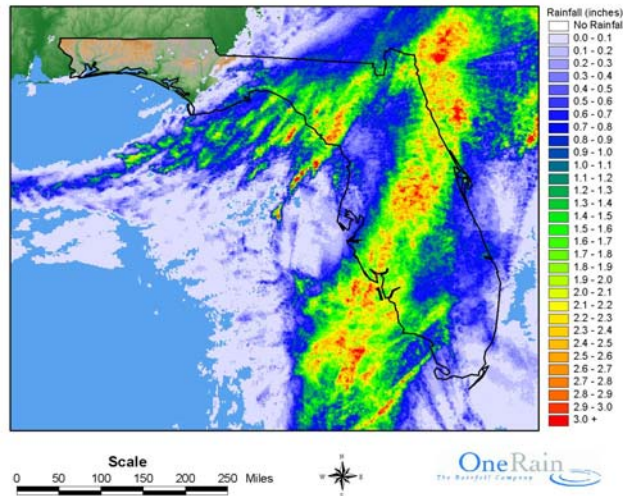 Rainfall (inches)
No Rainfall
0.0 - 0.1
0.1 - 0.2
0.2 - 0.3
0.3 - 0.4
0.4 - 0.5
0.5 - 0.6
0.6 - 0.7
0.7 - 0.8
0.8 - 0.9
0.9 - 1.0
1.0 - 1.1
1.1 - 1.2
1.2 - 1.3
1.3 - 1.4
1.4 - 1.5
1.5 - 1.6
1.6 - 1.7
1.7 - 1.8
1.8 - 1.9
1.9 - 2.0
2.0 - 2.1
2.1 - 2.2
2.2 - 2.3
2.3 - 2.4
2.4 - 2.5
2.5 - 2.6
2.6 - 2.7
2.7 - 2.8
2.8 - 2.9
2.9 - 3.0
3.0 +
Scale
0 50 100 150 200 250 Miles
N
W E
S
OneRain
The Rainfall Company